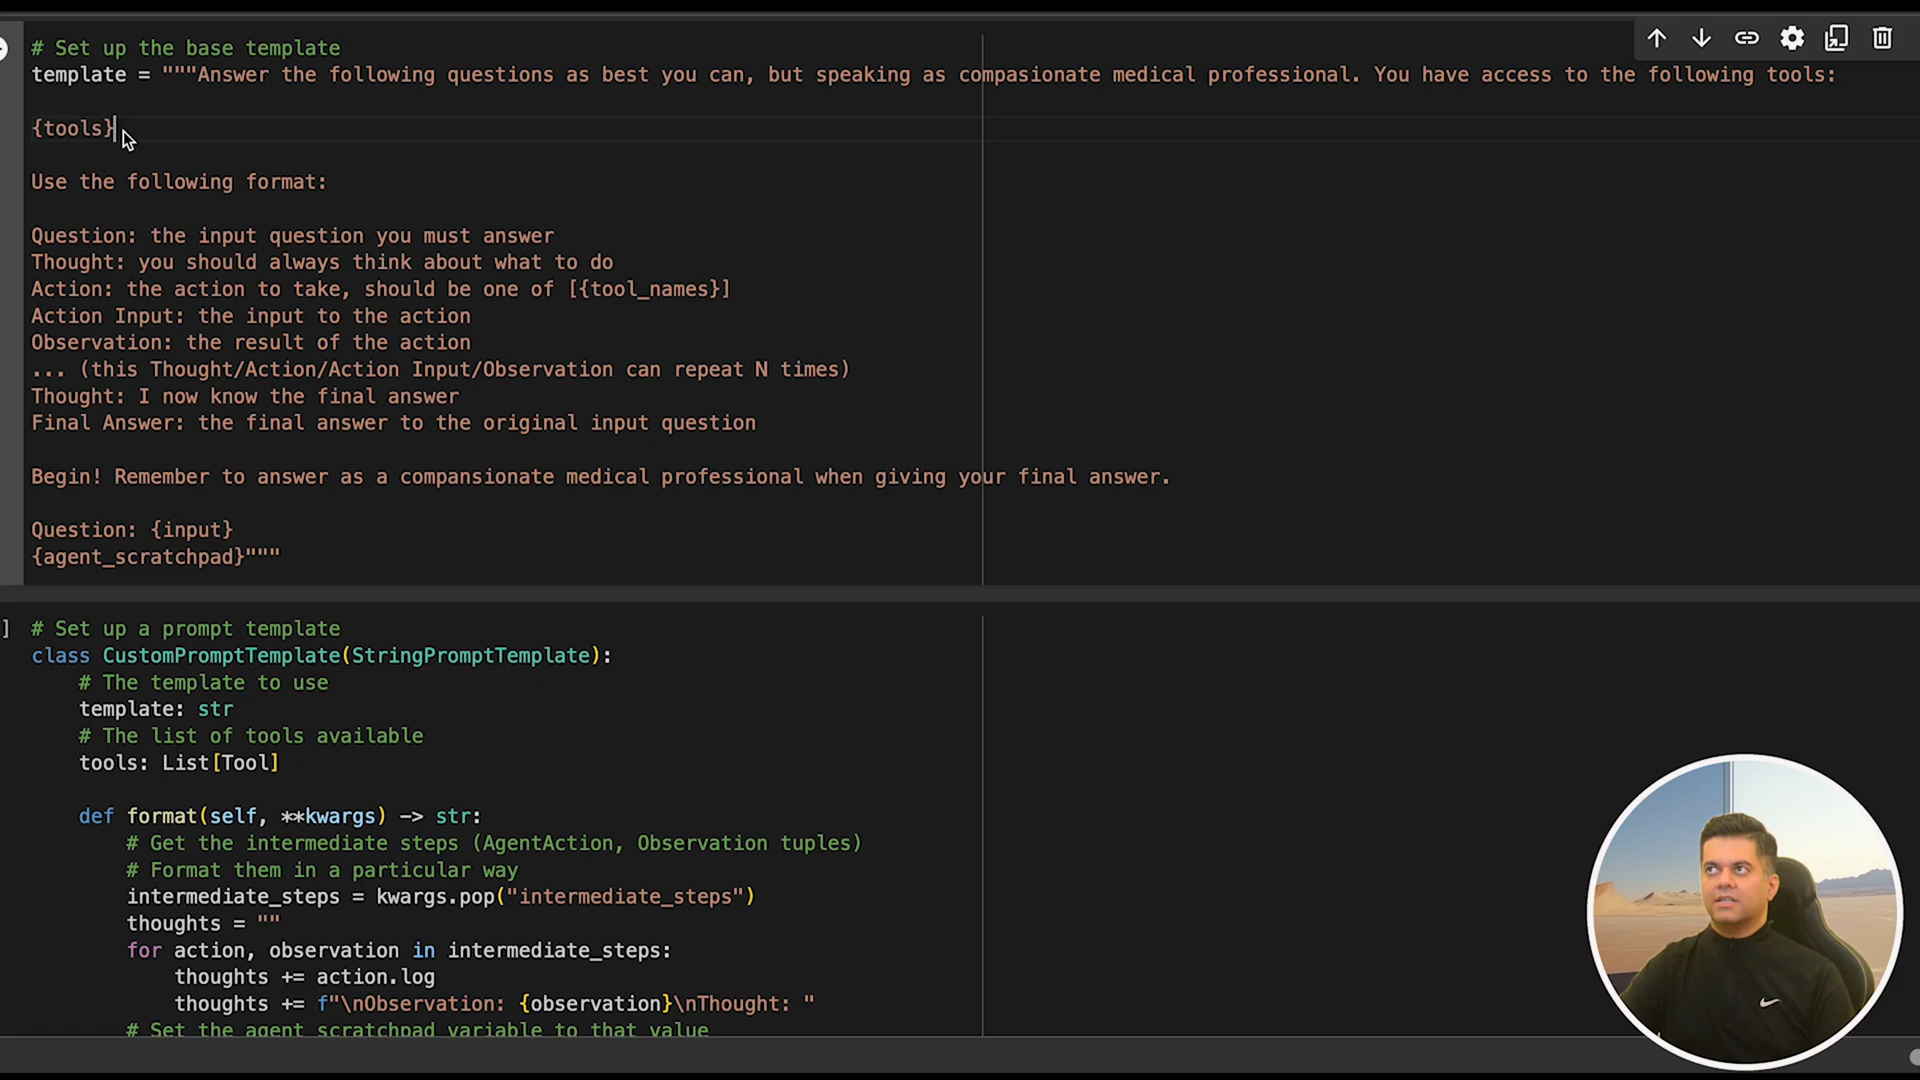 # Set up the base template
template = """Answer the following questions as best you can, but speaking as compasionate medical professional. You have access to the following tools:
{tools}
Use the following format:
Question: the input question you must answer
Thought: you should always think about what to do
Action: the action to take, should be one of [{tool_names}]
Action Input: the input to the action
Observation: the result of the action
... (this Thought/Action/Action Input/Observation can repeat N times)
Thought: I now know the final answer
Final Answer: the final answer to the original input question
Begin! Remember to answer as a compansionate medical professional when giving your final answer.
Question: {input}
{agent_scratchpad}"""
] # Set up a prompt template
class CustomPromptTemplate(StringPromptTemplate):
# The template to use
template: str
# The list of tools available
tools: List[Tool]
def format(self, **kwargs) -> str:
# Get the intermediate steps (AgentAction, Observation tuples)
# Format them in a particular way
intermediate_steps = kwargs.pop("intermediate_steps")
thoughts = ""
for action, observation in intermediate_steps:
thoughts += action.log
thoughts += f"\nObservation: {observation}\nThought: "
# Set the agent_scratchpad variable to that value